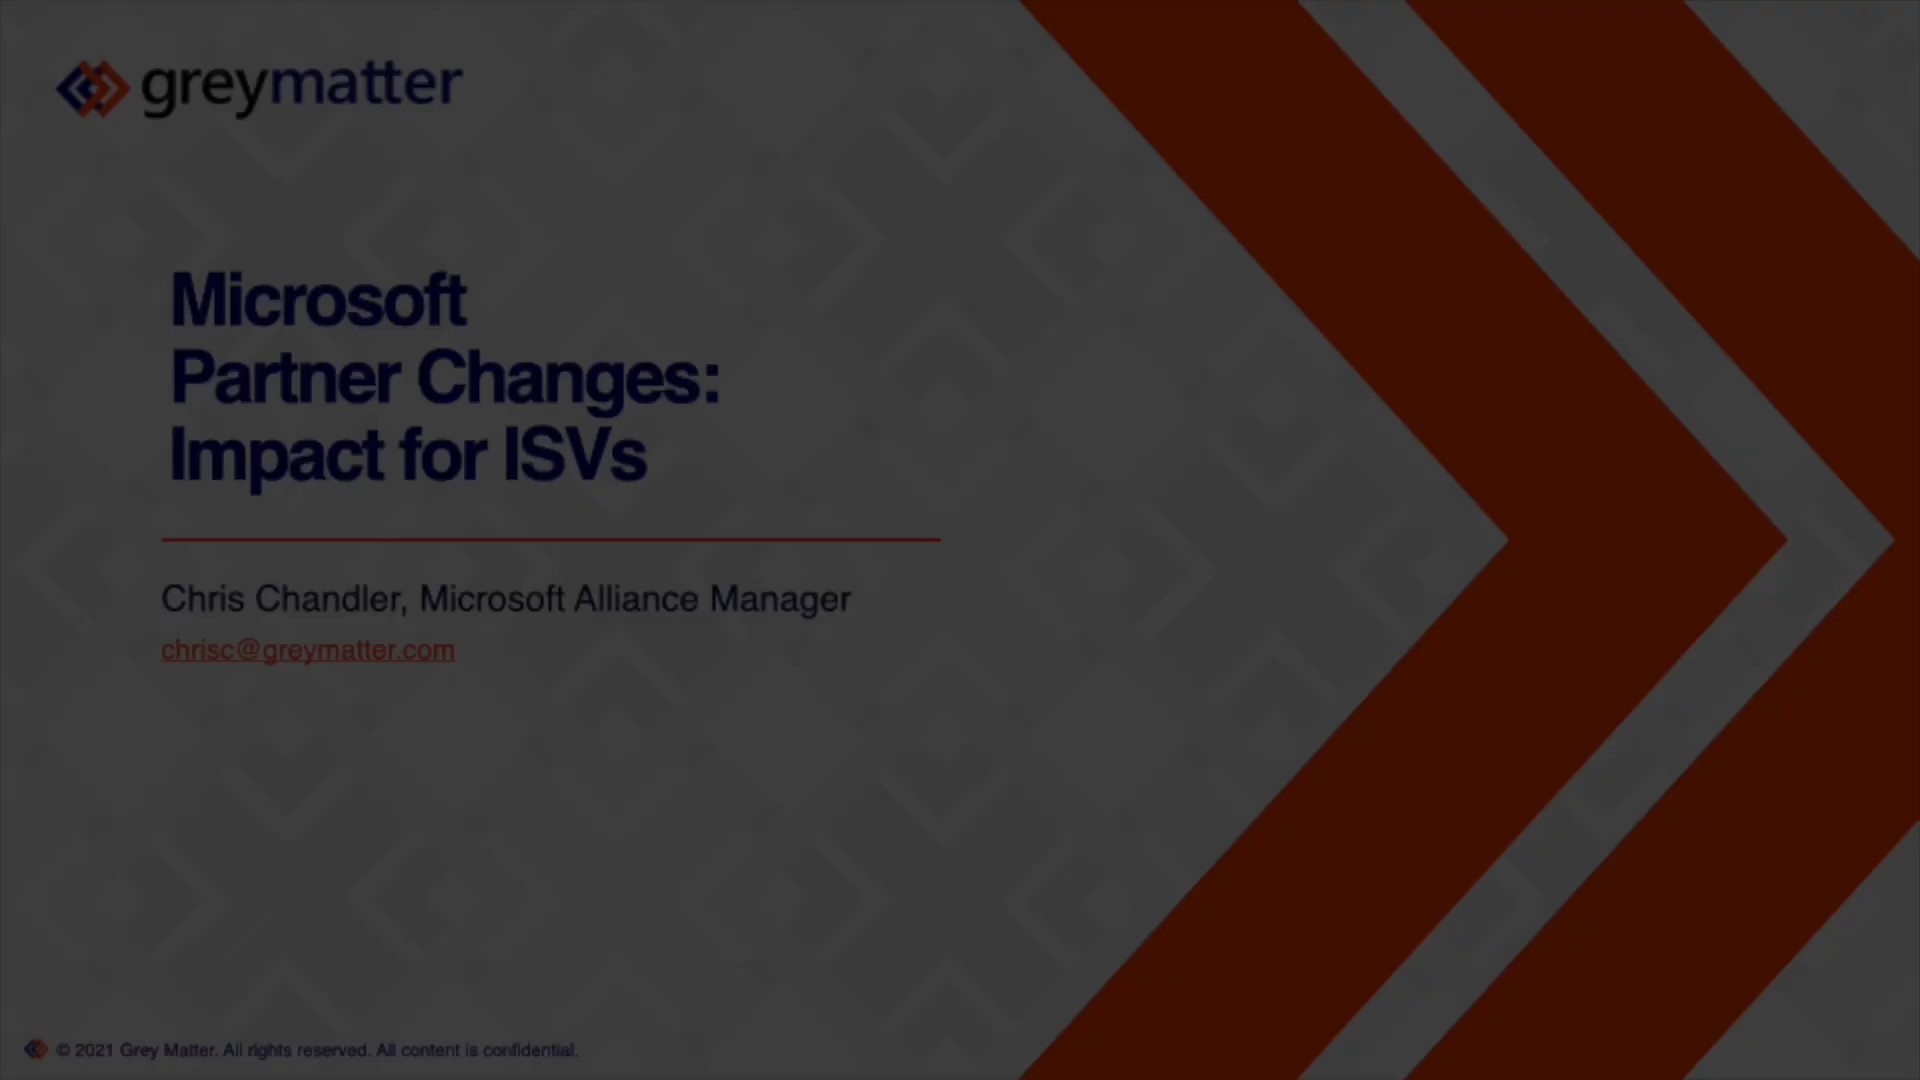 greymatter
Microsoft
Partner Changes:
Impact for ISVs
Chris Chandler, Microsoft Alliance Manager
chrisc@greymatter.com
© 2021 Grey Matter. All rights reserved. All content is confidential.